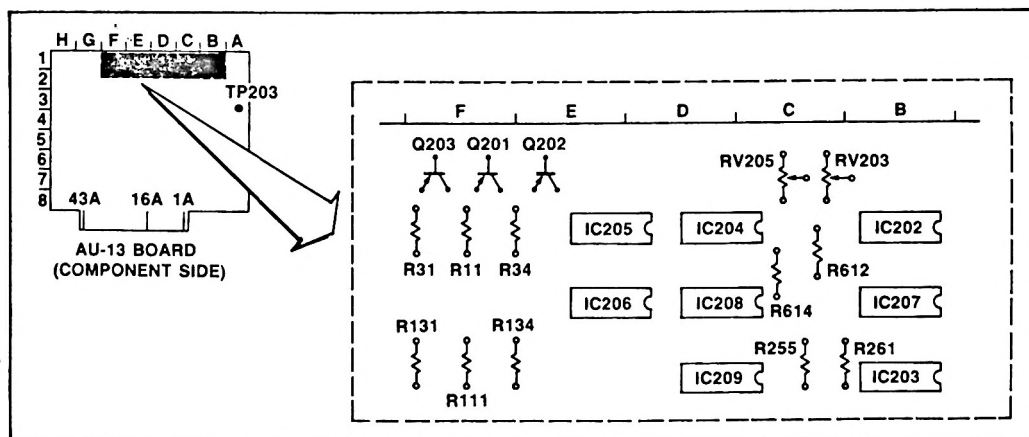 H G F E D C B A
1
2
3
4
5
6
7
8
TP203
43A 16A 1A
AU-13 BOARD
(COMPONENT SIDE)
F E D C B
Q203 Q201 Q202
RV205 RV203
IC205 IC204 IC202
R31 R11 R34
R612
IC206 IC208 IC207
R614
R131 R134
R255 R261
IC209 IC203
R111